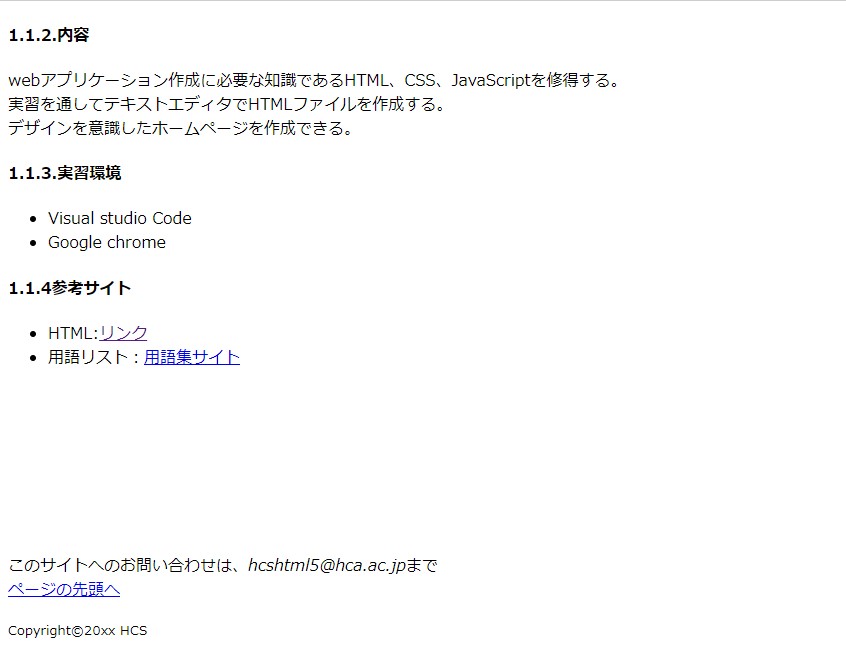 1.1.2.内容
webアプリケーション作成に必要な知識であるHTML、CSS、JavaScriptを修得する。
実習を通してテキストエディタでHTMLファイルを作成する。
デザインを意識したホームページを作成できる。
1.1.3.実習環境
• Visual studio Code
• Google chrome
1.1.4参考サイト
• HTML:リンク
• 用語リスト：用語集サイト
このサイトへのお問い合わせは、hcshtml5@hca.ac.jpまで
ページの先頭へ
Copyright©20xx HCS